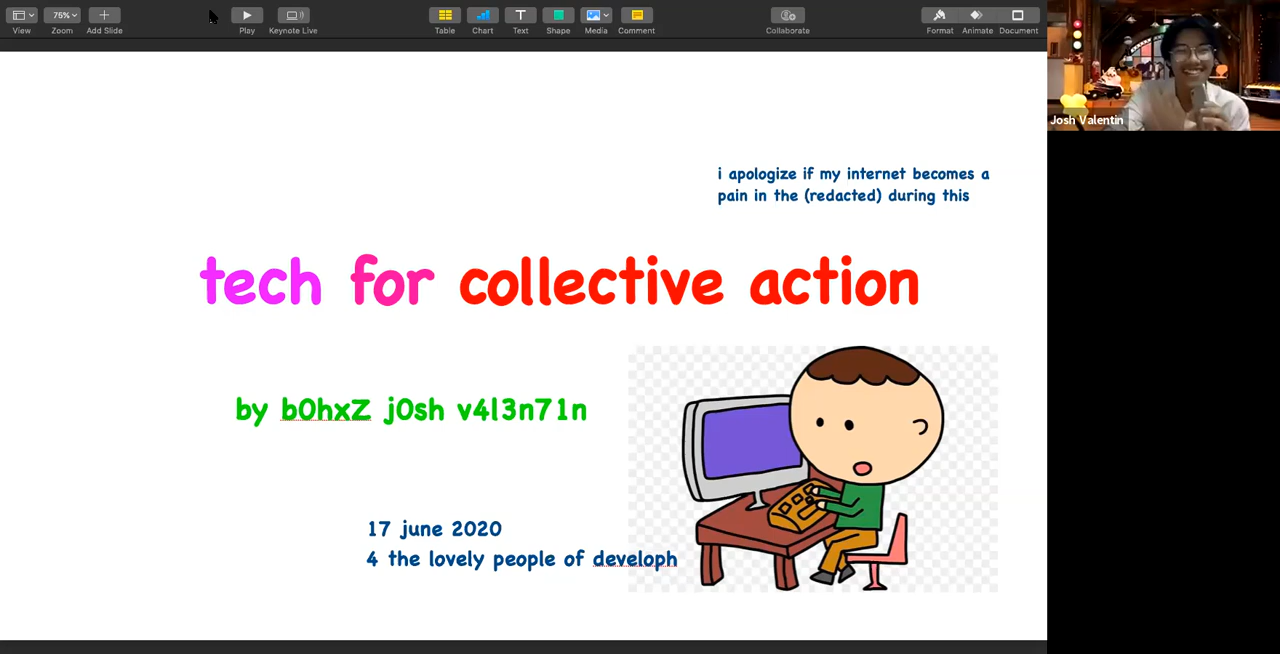 View
75%
Zoom
Add Slide
Play
Keynote Live
Table
Chart
Text
Shape
Media
Comment
Collaborate
Format
Animate
Document
Josh Valentin
i apologize if my internet becomes a
pain in the (redacted) during this
tech for collective action
by b0hxZ j0sh v4l3n71n
17 june 2020
4 the lovely people of developh